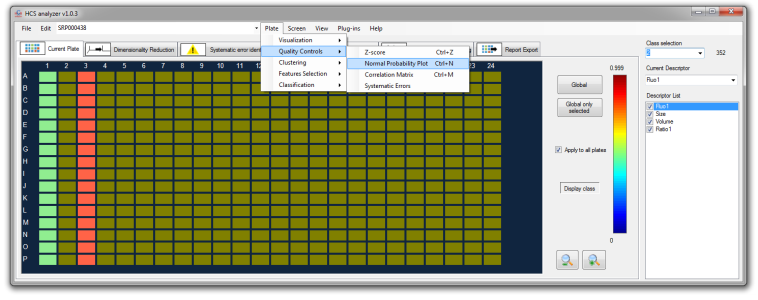 HCS analyzer v1.0.3
File Edit SRP000438 Plate Screen View Plug-ins Help
Current Plate Dimensionality Reduction Systematic error iden Report Export
Visualization
Quality Controls
Clustering
Features Selection
Classification
Z-score Ctrl+Z
Normal Probability Plot Ctrl+N
Correlation Matrix Ctrl+M
Systematic Errors
Class selection
352
Current Descriptor
Fluo1
Descriptor List
Fluo1
Size
Volume
Ratio1
1 2 3 4 5 6 7 8 9 10 11 12 23 24
A
B
C
D
E
F
G
H
I
J
K
L
M
N
O
P
Global
Global only
selected
Apply to all plates
Display class
0.999
0